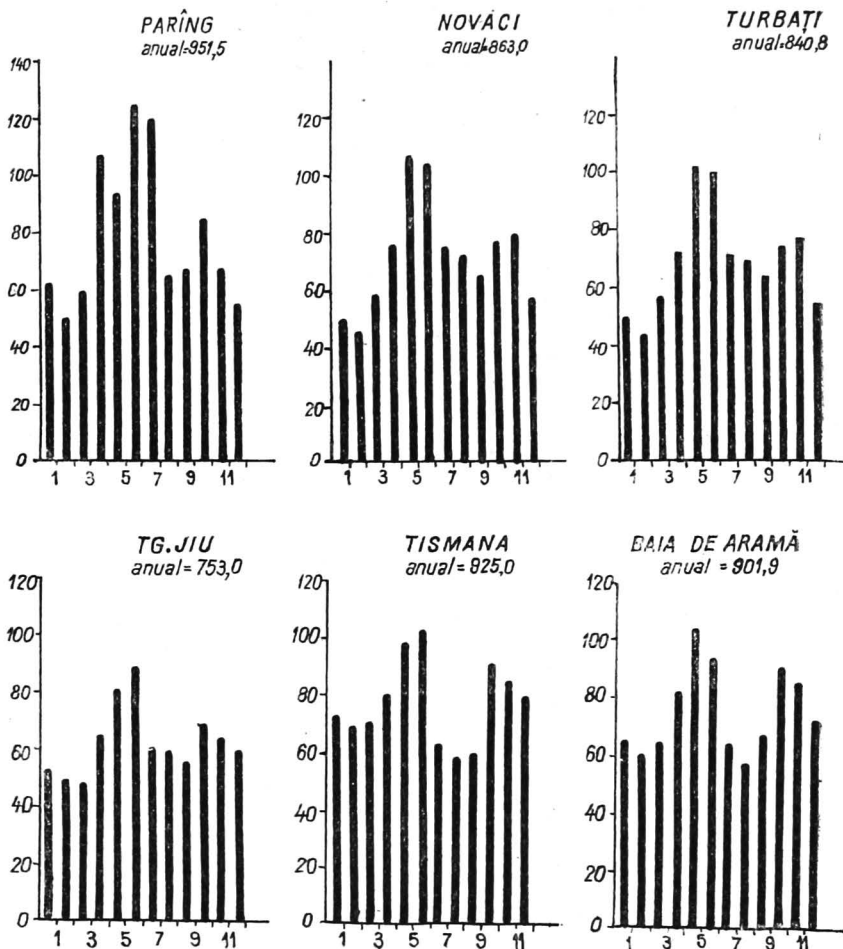 PARÎNG
anual=951,5
140
120
100
80
60
40
20
0
1 3 5 7 9 11
NOVACI
anual=863,0
120
100
80
60
40
20
0
1 3 5 7 9 11
TURBAȚI
anual=840,8
120
100
80
60
40
20
0
1 3 5 7 9 11
TG.JIU
anual=753,0
120
100
80
60
40
20
0
1 3 5 7 9 11
TISMANA
anual=825,0
120
100
80
60
40
20
0
1 3 5 7 9 11
BAIA DE ARAMĂ
anual = 901,9
120
100
80
60
40
20
0
1 3 5 7 9 11